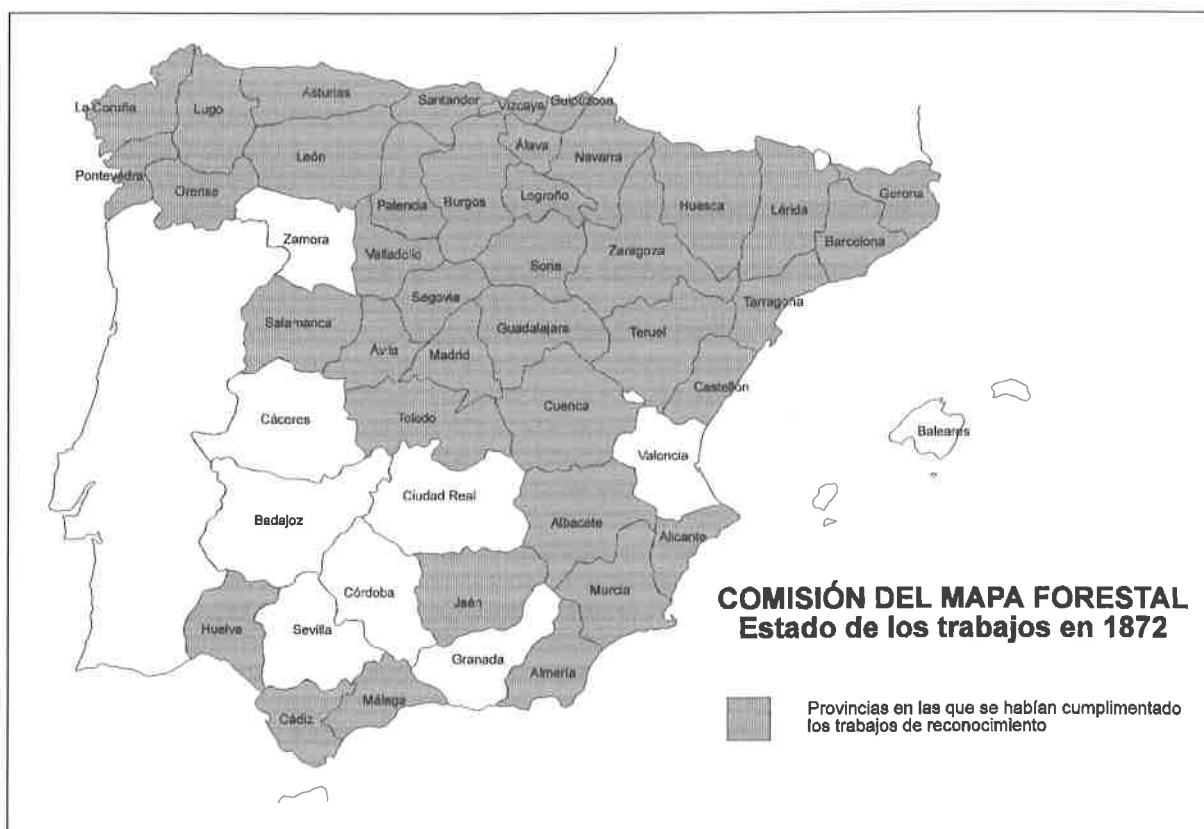 La Coruña
Lugo
Asturias
Santander
Vizcaya
Guipúzcoa
Pontevedra
Orense
León
Palencia
Burgos
Álava
Navarra
Logroño
Huesca
Lérida
Gerona
Barcelona
Zamora
Valladolid
Soria
Zaragoza
Segovia
Tarragona
Salamanca
Ávila
Madrid
Guadalajara
Teruel
Castellón
Cáceres
Toledo
Cuenca
Valencia
Baleares
Badajoz
Ciudad Real
Albacete
Alicante
Córdoba
Jaén
Murcia
Huelva
Sevilla
Granada
Almería
Cádiz
Málaga
COMISIÓN DEL MAPA FORESTAL
Estado de los trabajos en 1872
Provincias en las que se habían cumplimentado
los trabajos de reconocimiento